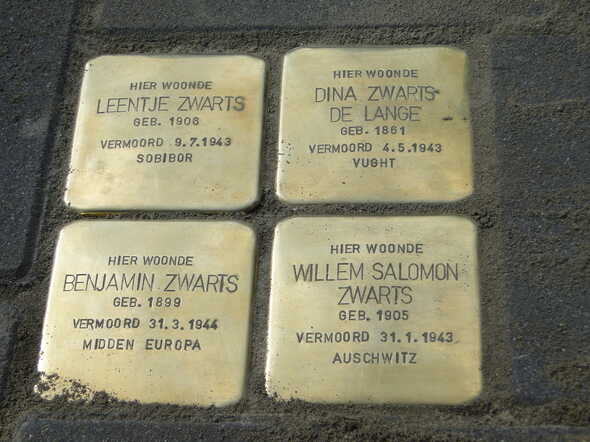 HIER WOONDE
LEENTJE ZWARTS
GEB. 1906
VERMOORD 9.7.1943
SOBIBOR
HIER WOONDE
DINA ZWARTS-
DE LANGE
GEB. 1861
VERMOORD 4.5.1943
VUGHT
HIER WOONDE
BENJAMIN ZWARTS
GEB. 1899
VERMOORD 31.3.1944
MIDDEN EUROPA
HIER WOONDE
WILLEM SALOMON
ZWARTS
GEB. 1905
VERMOORD 31.1.1943
AUSCHWITZ